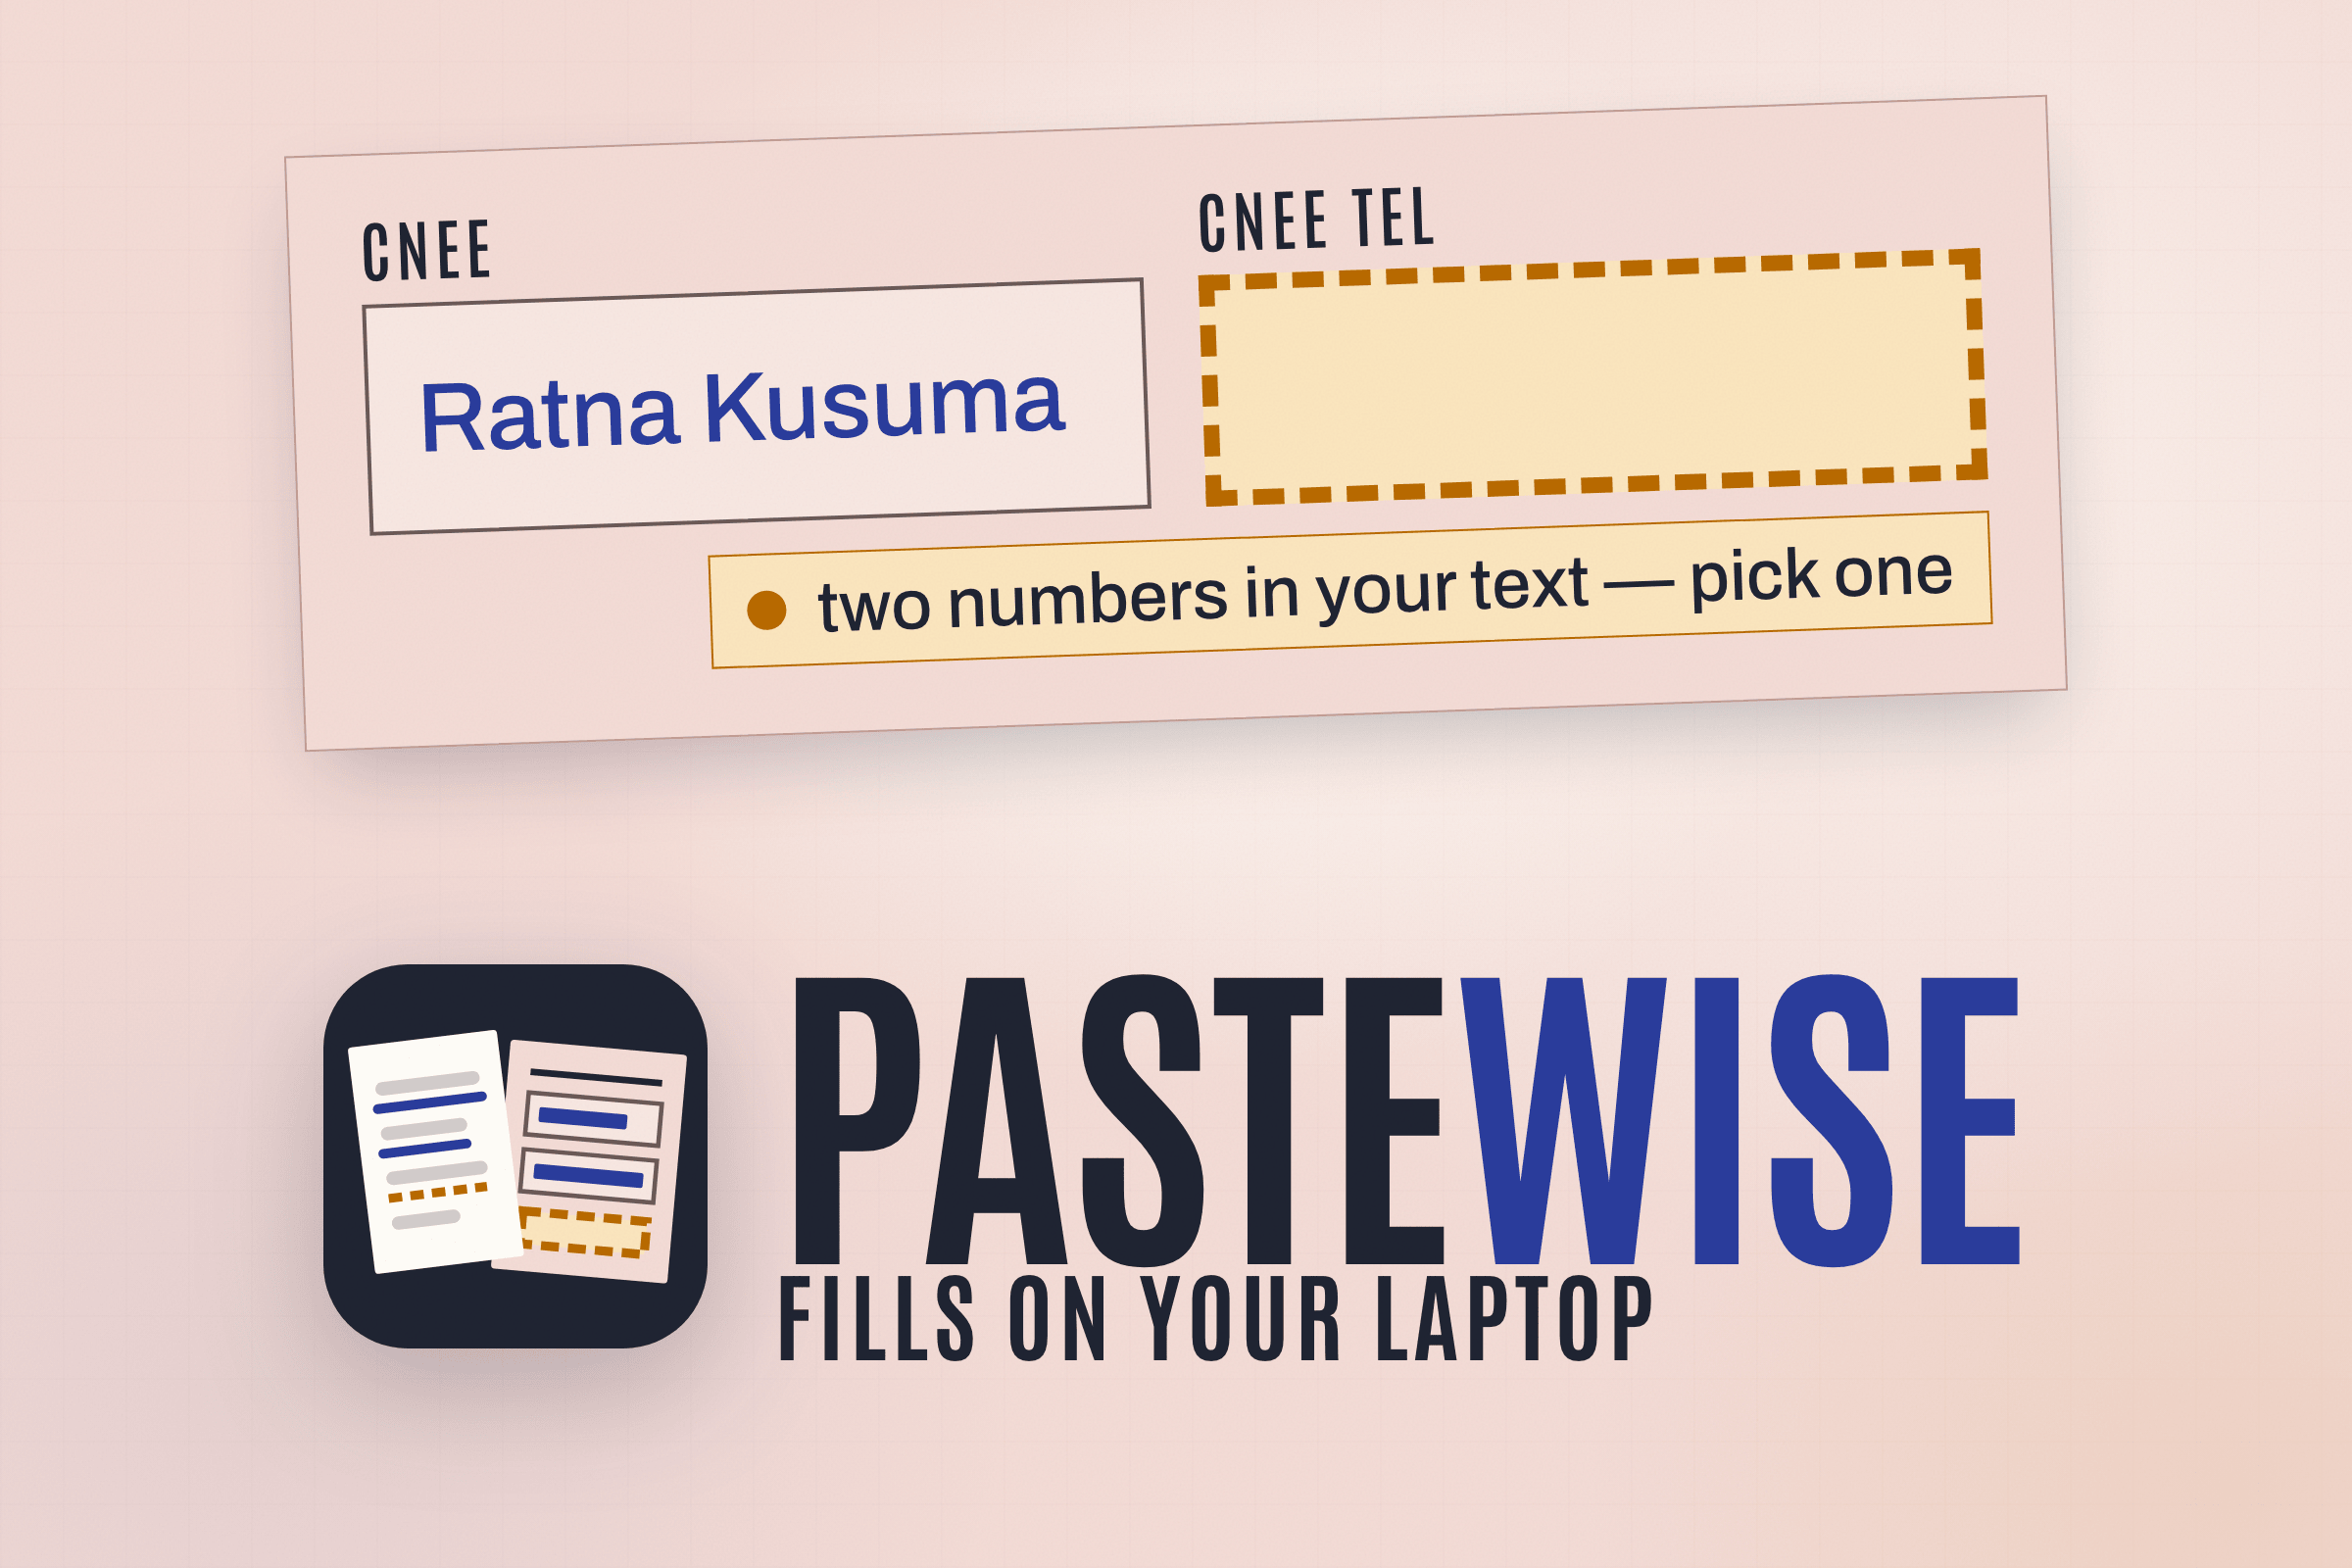 CNEE
CNEE TEL
Ratna Kusuma
two numbers in your text — pick one
PASTEWISE
FILLS ON YOUR LAPTOP